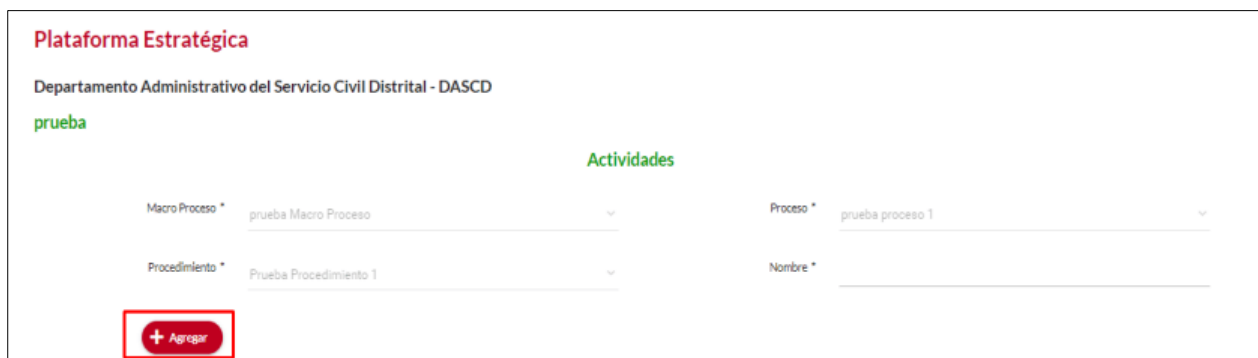 Plataforma Estratégica
Departamento Administrativo del Servicio Civil Distrital - DASCD
prueba
Actividades
Macro Proceso * prueba Macro Proceso Proceso * prueba proceso 1
Procedimiento * Prueba Procedimiento 1 Nombre *
+ Agregar